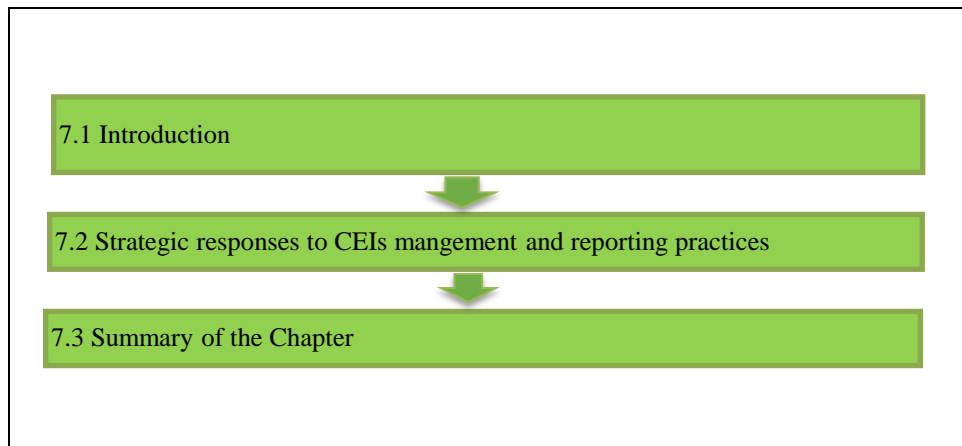 7.1 Introduction
7.2 Strategic responses to CEIs mangement and reporting practices
7.3 Summary of the Chapter